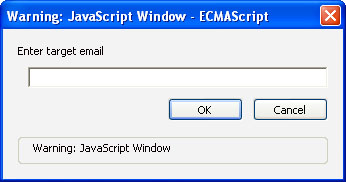 Warning: JavaScript Window - ECMAScript
Enter target email
OK
Cancel
Warning: JavaScript Window